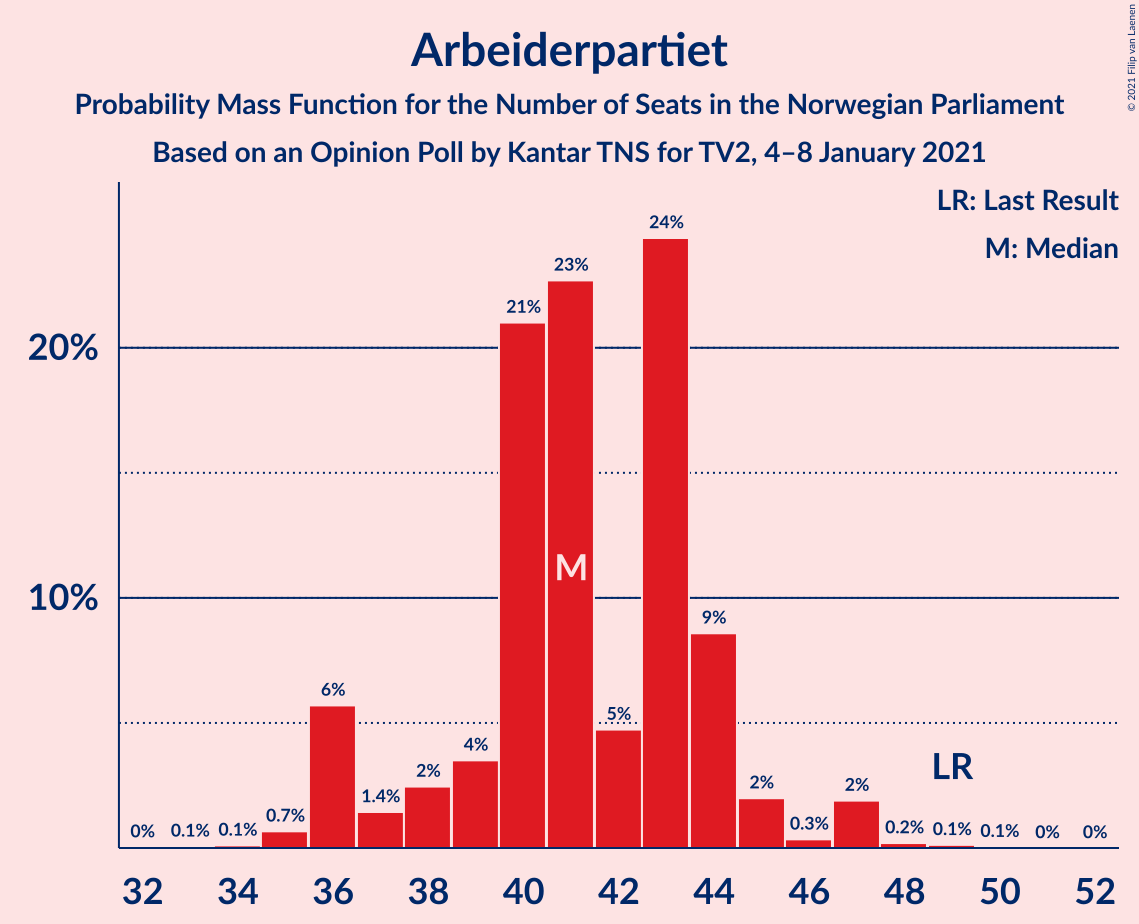 Arbeiderpartiet
Probability Mass Function for the Number of Seats in the Norwegian Parliament
Based on an Opinion Poll by Kantar TNS for TV2, 4–8 January 2021
© 2021 Filip van Laenen
LR: Last Result
M: Median
24%
23%
21%
20%
M
10%
9%
6%
5%
4%
LR
2%
2%
2%
1.4%
0.7%
0.3%
0% 0.1% 0.1% 0.2% 0.1% 0.1% 0% 0%
32 34 36 38 40 42 44 46 48 50 52